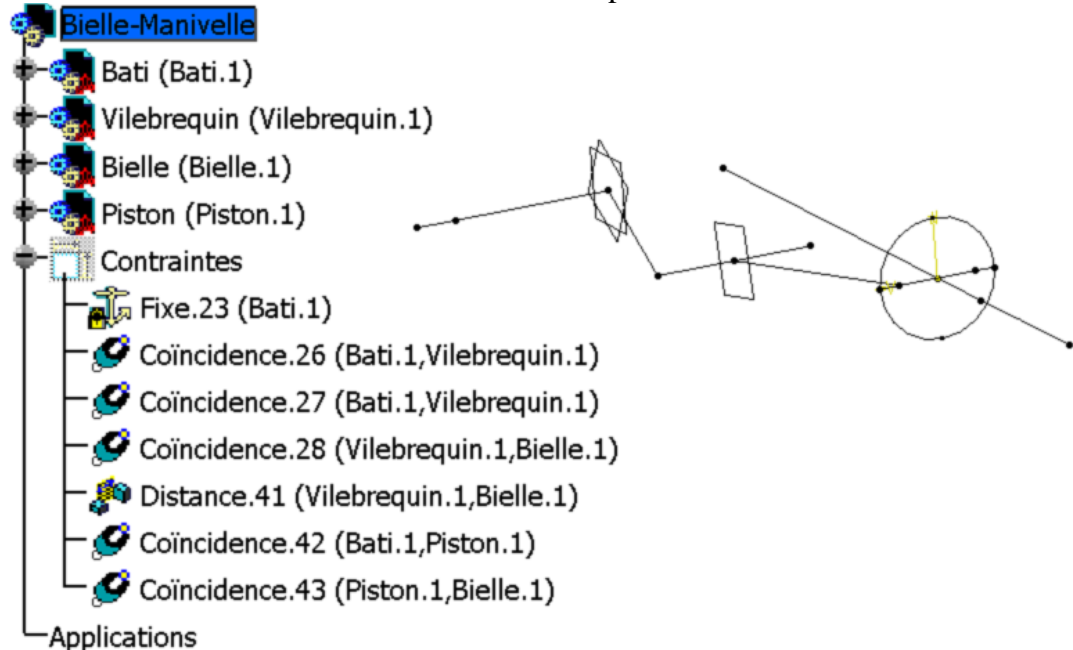 Bielle-Manivelle
Bati (Bati.1)
Vilebrequin (Vilebrequin.1)
Bielle (Bielle.1)
Piston (Piston.1)
Contraintes
Fixe.23 (Bati.1)
Coïncidence.26 (Bati.1,Vilebrequin.1)
Coïncidence.27 (Bati.1,Vilebrequin.1)
Coïncidence.28 (Vilebrequin.1,Bielle.1)
Distance.41 (Vilebrequin.1,Bielle.1)
Coïncidence.42 (Bati.1,Piston.1)
Coïncidence.43 (Piston.1,Bielle.1)
Applications